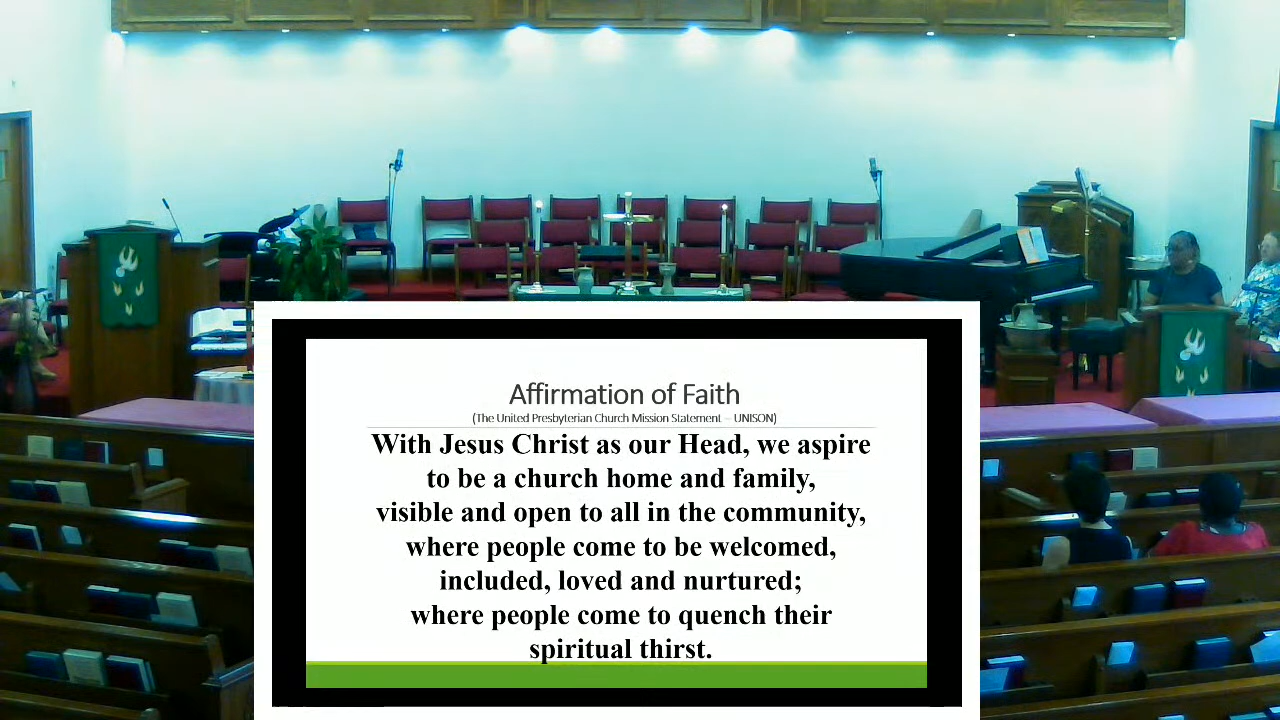 Affirmation of Faith
(The United Presbyterian Church Mission Statement – UNISON)
With Jesus Christ as our Head, we aspire
to be a church home and family,
visible and open to all in the community,
where people come to be welcomed,
included, loved and nurtured;
where people come to quench their
spiritual thirst.